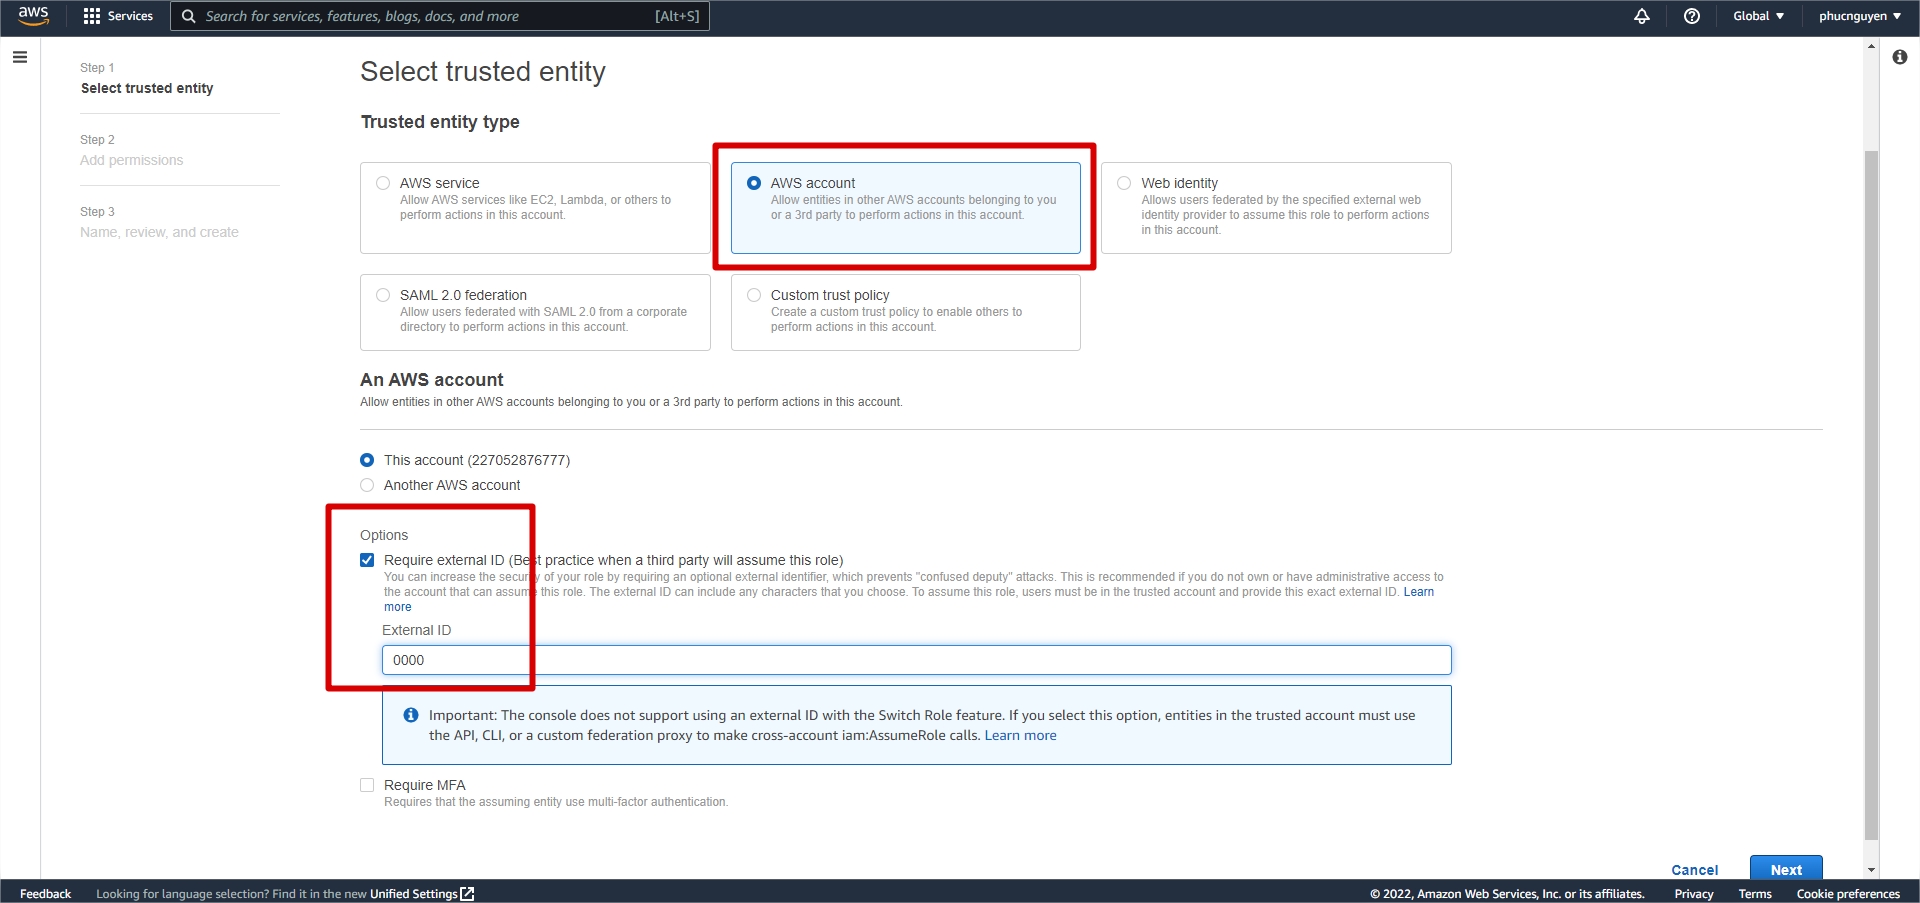 aws
Services
Search for services, features, blogs, docs, and more
[Alt+S]
Global
phucnguyen
Step 1
Select trusted entity
Step 2
Add permissions
Step 3
Name, review, and create
Select trusted entity
Trusted entity type
AWS service
Allow AWS services like EC2, Lambda, or others to
perform actions in this account.
AWS account
Allow entities in other AWS accounts belonging to you
or a 3rd party to perform actions in this account.
Web identity
Allows users federated by the specified external web
identity provider to assume this role to perform actions
in this account.
SAML 2.0 federation
Allow users federated with SAML 2.0 from a corporate
directory to perform actions in this account.
Custom trust policy
Create a custom trust policy to enable others to
perform actions in this account.
An AWS account
Allow entities in other AWS accounts belonging to you or a 3rd party to perform actions in this account.
This account (227052876777)
Another AWS account
Options
Require external ID (Best practice when a third party will assume this role)
You can increase the security of your role by requiring an optional external identifier, which prevents "confused deputy" attacks. This is recommended if you do not own or have administrative access to
the account that can assume this role. The external ID can include any characters that you choose. To assume this role, users must be in the trusted account and provide this exact external ID. Learn
more
External ID
0000
Important: The console does not support using an external ID with the Switch Role feature. If you select this option, entities in the trusted account must use
the API, CLI, or a custom federation proxy to make cross-account iam:AssumeRole calls. Learn more
Require MFA
Requires that the assuming entity use multi-factor authentication.
Cancel
Next
Feedback
Looking for language selection? Find it in the new Unified Settings
© 2022, Amazon Web Services, Inc. or its affiliates.
Privacy
Terms
Cookie preferences